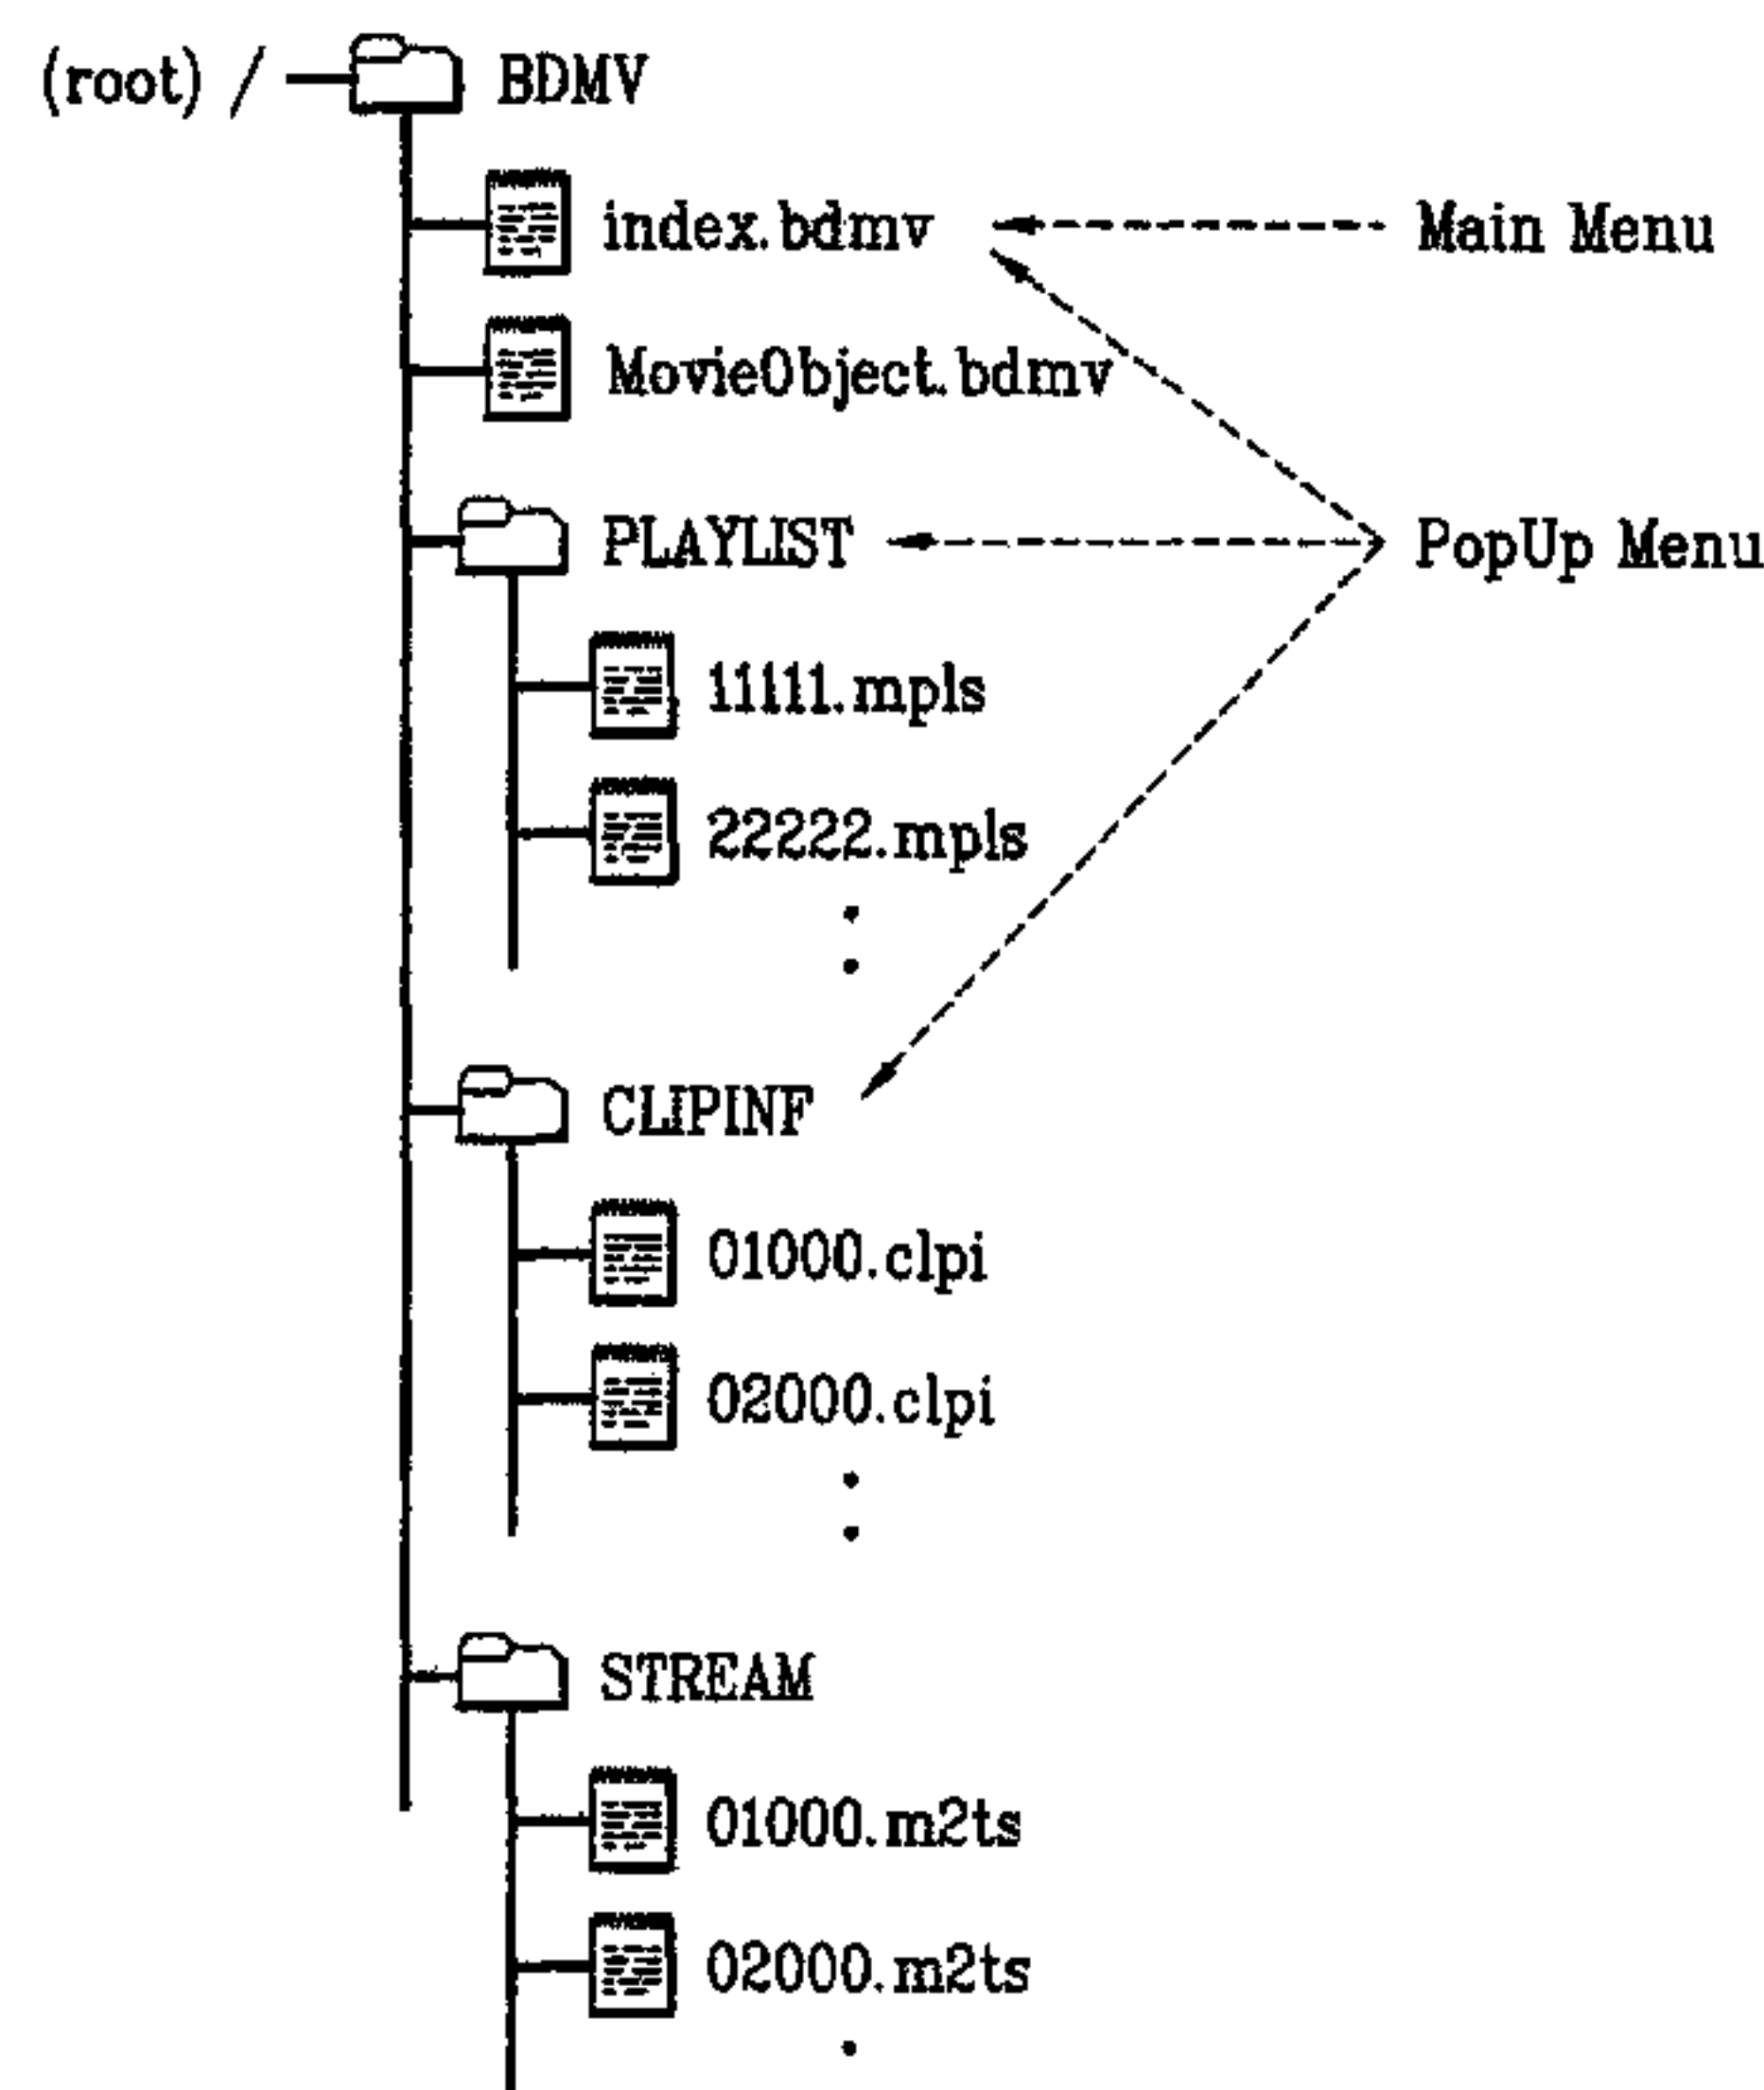 (root) / BDMV
index.bdmv Main Menu
MovieObject.bdmv
PLAYLIST PopUp Menu
11111.mpls
22222.mpls
CLIPINF
01000.clpi
02000.clpi
STREAM
01000.m2ts
02000.m2ts